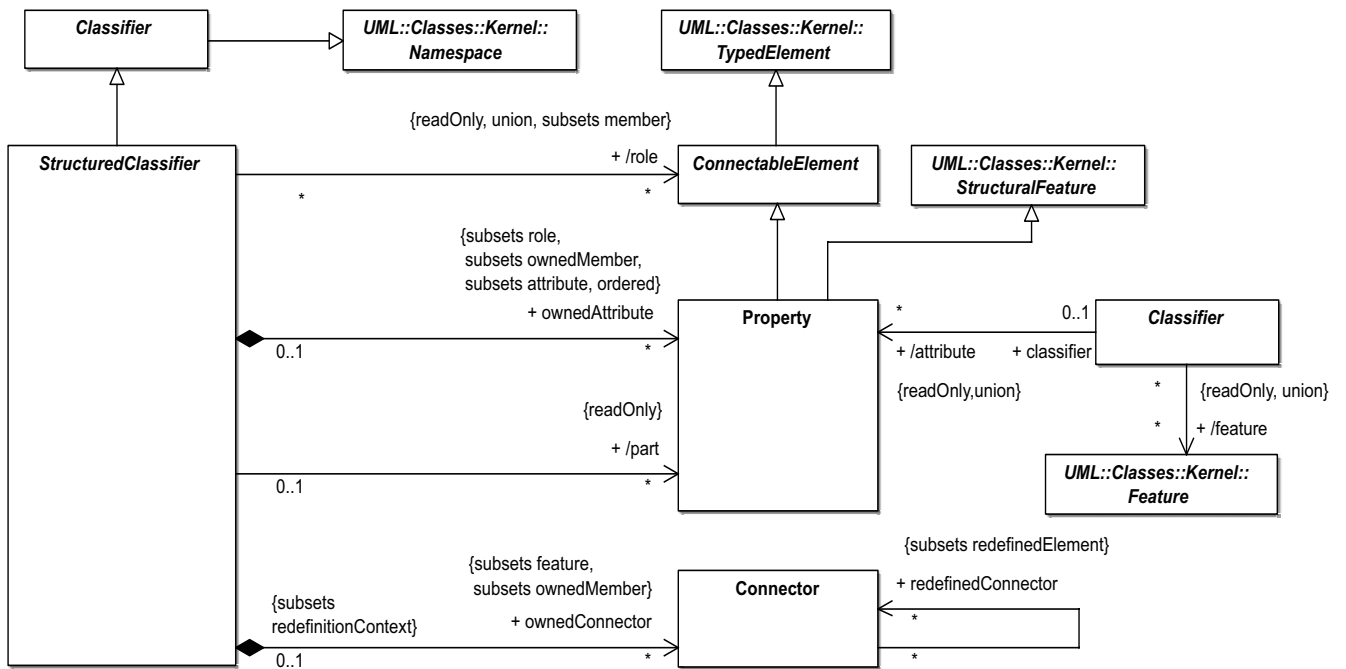 Classifier
UML::Classes::Kernel::
Namespace
UML::Classes::Kernel::
TypedElement
{readOnly, union, subsets member}
StructuredClassifier
+ /role
*
*
ConnectableElement
UML::Classes::Kernel::
StructuralFeature
{subsets role,
subsets ownedMember,
subsets attribute, ordered}
+ ownedAttribute
0..1
*
Property
*
0..1
+ /attribute
+ classifier
{readOnly,union}
Classifier
*
{readOnly, union}
*
+ /feature
UML::Classes::Kernel::
Feature
{readOnly}
+ /part
0..1
*
{subsets feature,
subsets ownedMember}
+ ownedConnector
{subsets
redefinitionContext}
0..1
*
Connector
{subsets redefinedElement}
+ redefinedConnector
*
*